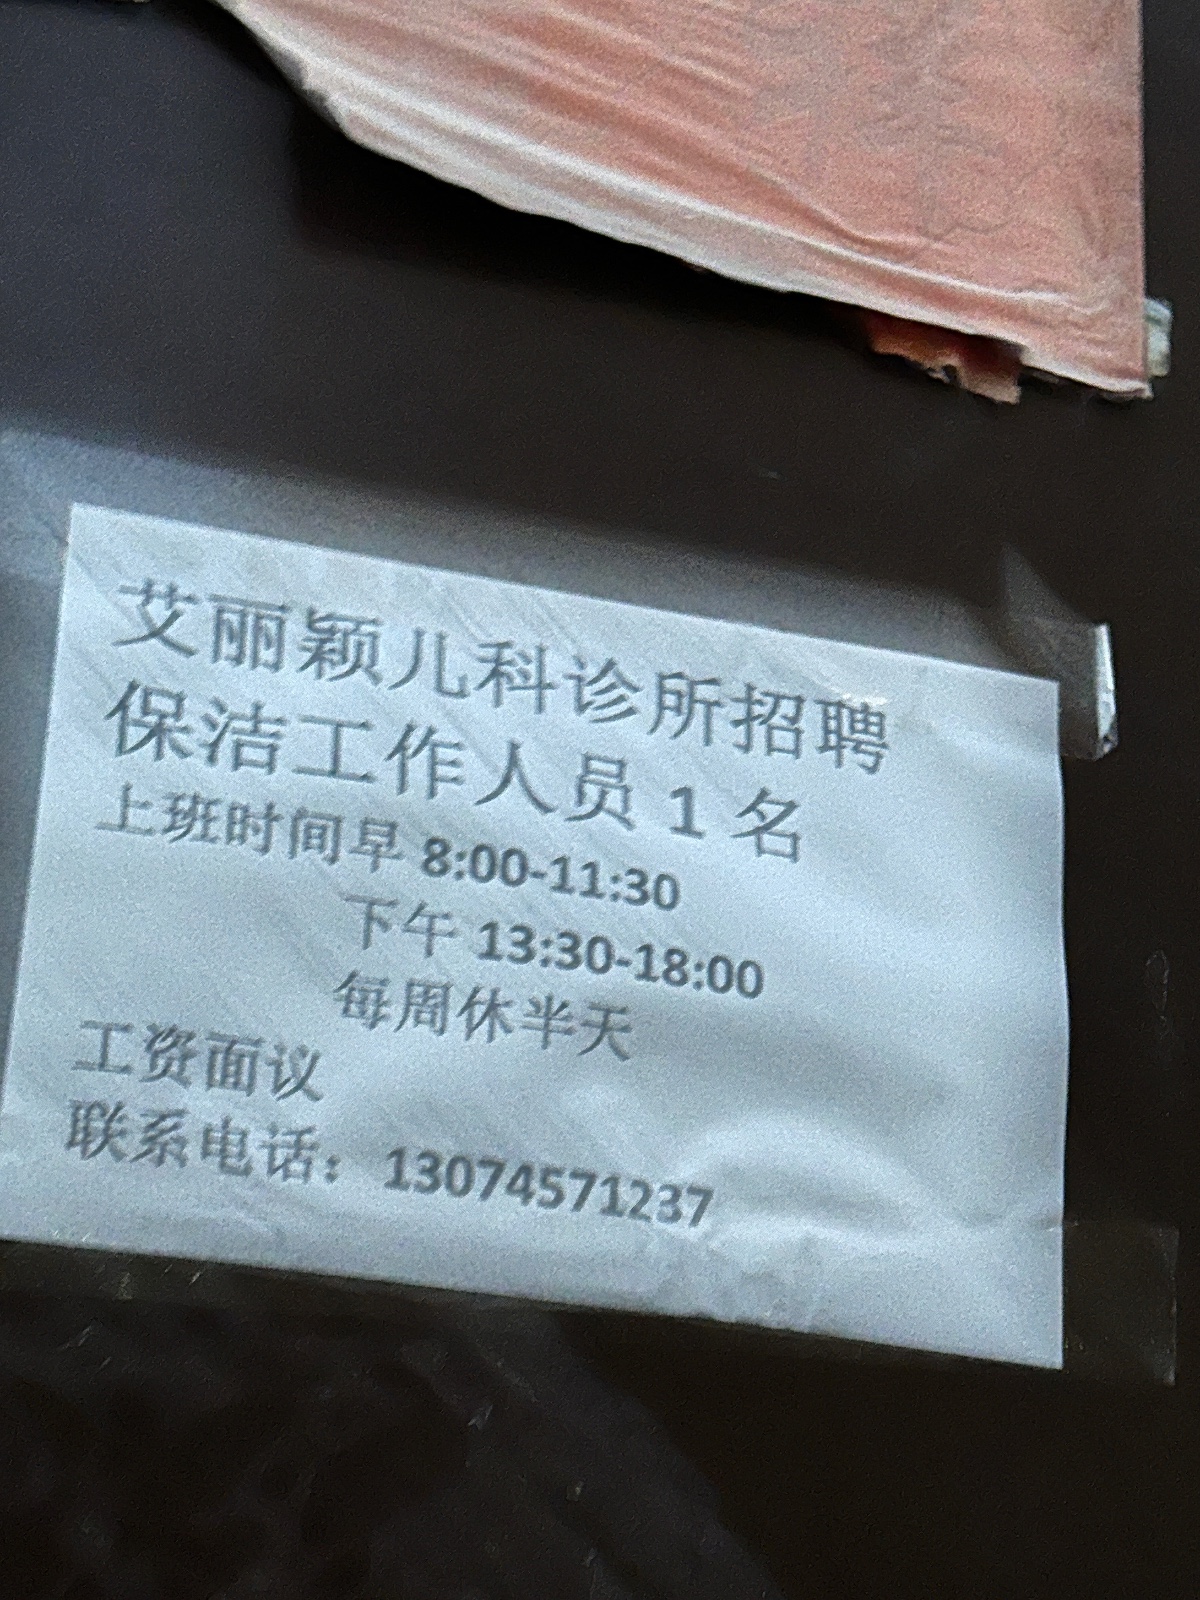 艾丽颖儿科诊所招聘
保洁工作人员 1 名
上班时间早 8:00-11:30
下午 13:30-18:00
每周休半天
工资面议
联系电话：13074571237